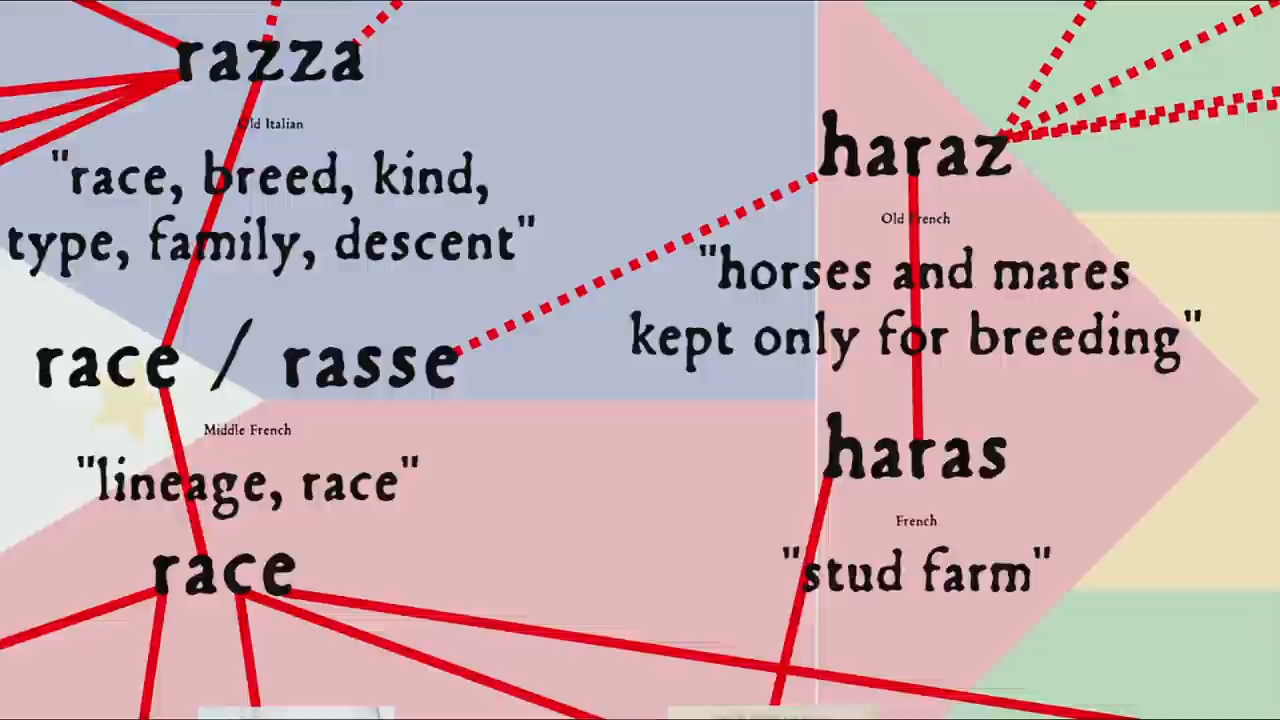 razza
Old Italian
"race, breed, kind,
type, family, descent"
race / rasse
Middle French
"lineage, race"
race
haraz
Old French
"horses and mares
kept only for breeding"
haras
French
"stud farm"